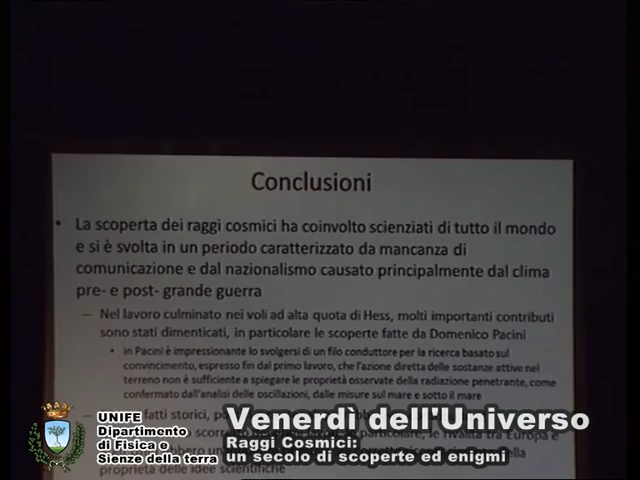 Conclusioni
• La scoperta dei raggi cosmici ha coinvolto scienziati di tutto il mondo
e si è svolta in un periodo caratterizzato da mancanza di
comunicazione e dal nazionalismo causato principalmente dal clima
pre- e post- grande guerra
– Nel lavoro culminato nei voli ad alta quota di Hess, molti importanti contributi
sono stati dimenticati, in particolare le scoperte fatte da Domenico Pacini
• in Pacini è impressionante lo svolgersi di un filo conduttore per la ricerca basato sul
convincimento, espresso fin dal primo lavoro, che l'azione diretta delle sostanze attive nel
terreno non è sufficiente a spiegare le proprietà osservate della radiazione penetrante, come
confermato dall'analisi delle oscillazioni, dalle misure sul mare e sotto il mare
fatti storici,
le rivalità tra Europa e
proprietà delle idee scientifiche
UNIFE
Dipartimento
di Fisica e
Sienze della terra
Venerdì dell'Universo
Raggi Cosmici:
un secolo di scoperte ed enigmi